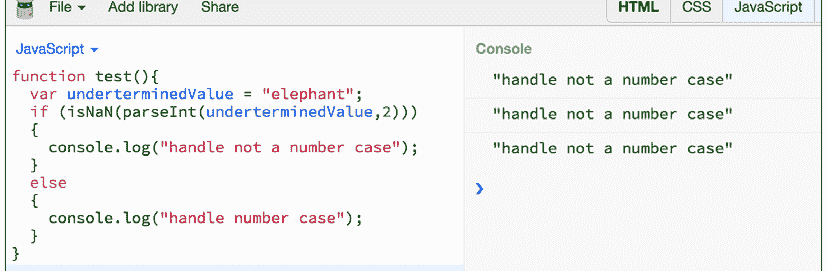 File Add library Share HTML CSS JavaScript
JavaScript
function test(){
var underterminedValue = "elephant";
if (isNaN(parseInt(underterminedValue,2)))
{
console.log("handle not a number case");
}
else
{
console.log("handle number case");
}
}
Console
"handle not a number case"
"handle not a number case"
"handle not a number case"